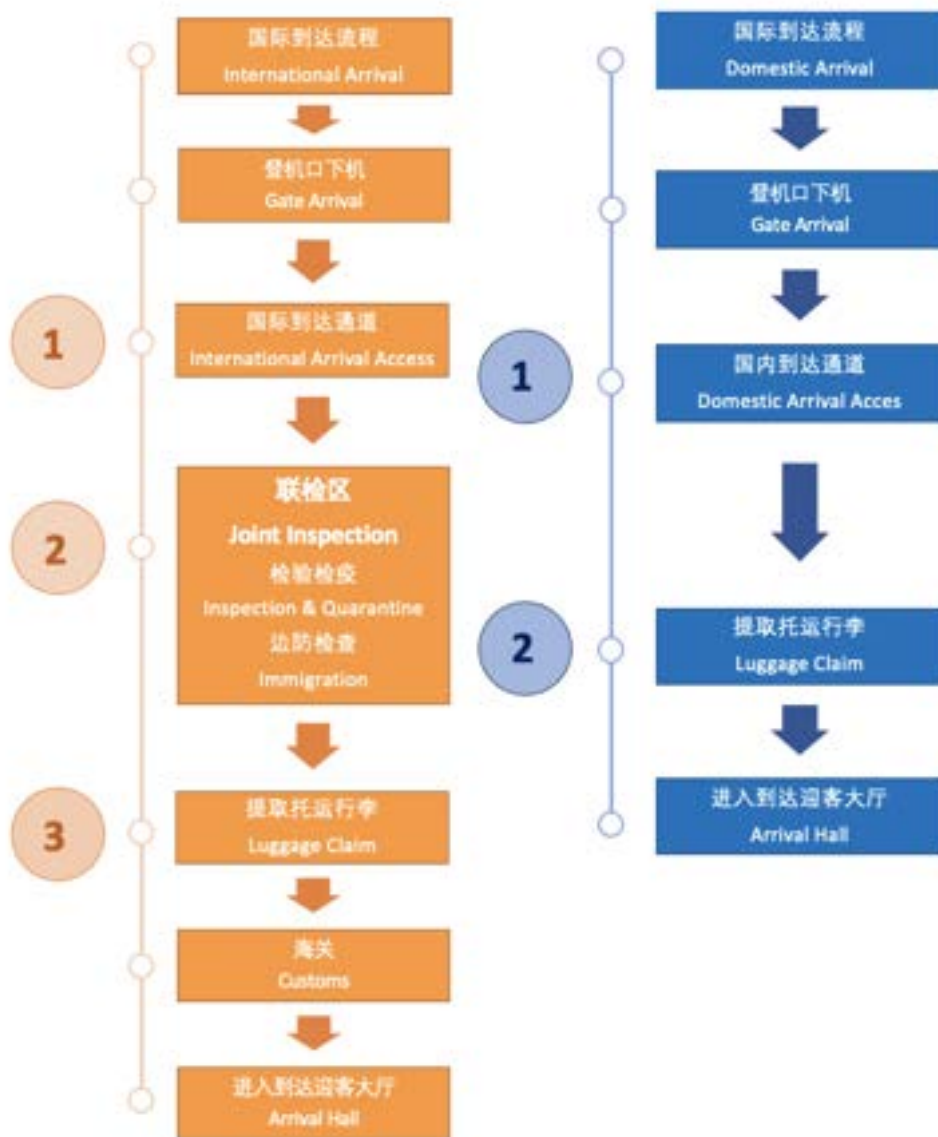 国际到达流程
International Arrival
登机口下机
Gate Arrival
1
国际到达通道
International Arrival Access
2
联检区
Joint Inspection
检验检疫
Inspection & Quarantine
边防检查
Immigration
3
提取托运行李
Luggage Claim
海关
Customs
进入到达迎客大厅
Arrival Hall
国际到达流程
Domestic Arrival
登机口下机
Gate Arrival
1
国内到达通道
Domestic Arrival Acces
2
提取托运行李
Luggage Claim
进入到达迎客大厅
Arrival Hall